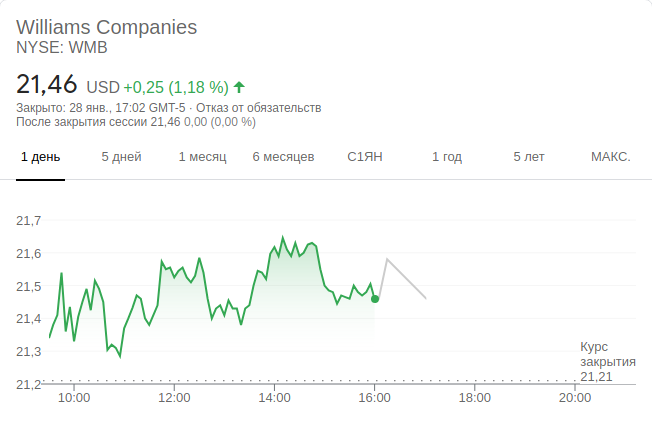 Williams Companies
NYSE: WMB
21,46 USD +0,25 (1,18 %)
Закрыто: 28 янв., 17:02 GMT-5 · Отказ от обязательств
После закрытия сессии 21,46 0,00 (0,00 %)
1 день 5 дней 1 месяц 6 месяцев С1ЯН 1 год 5 лет МАКС.
21,7
21,6
21,5
21,4
21,3
21,2
Курс
закрытия
21,21
10:00 12:00 14:00 16:00 18:00 20:00